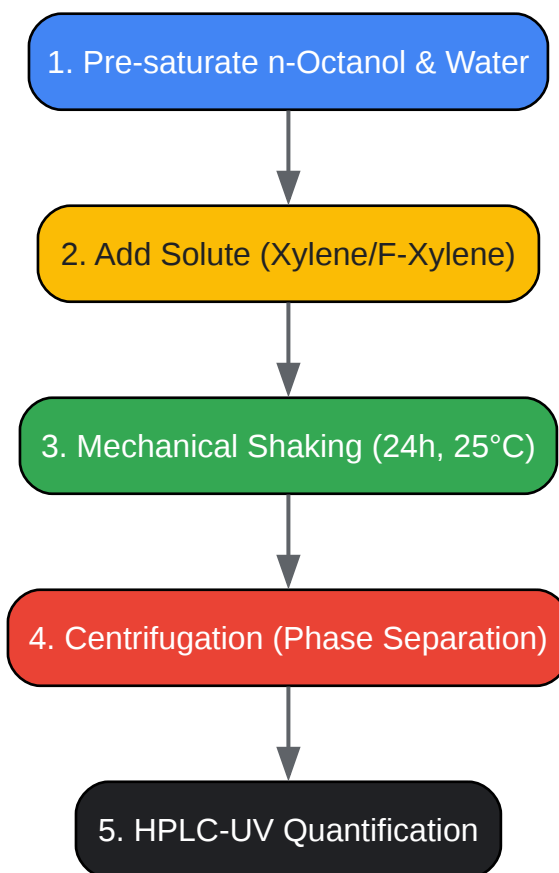 1. Pre-saturate n-Octanol & Water
2. Add Solute (Xylene/F-Xylene)
3. Mechanical Shaking (24h, 25°C)
4. Centrifugation (Phase Separation)
5. HPLC-UV Quantification